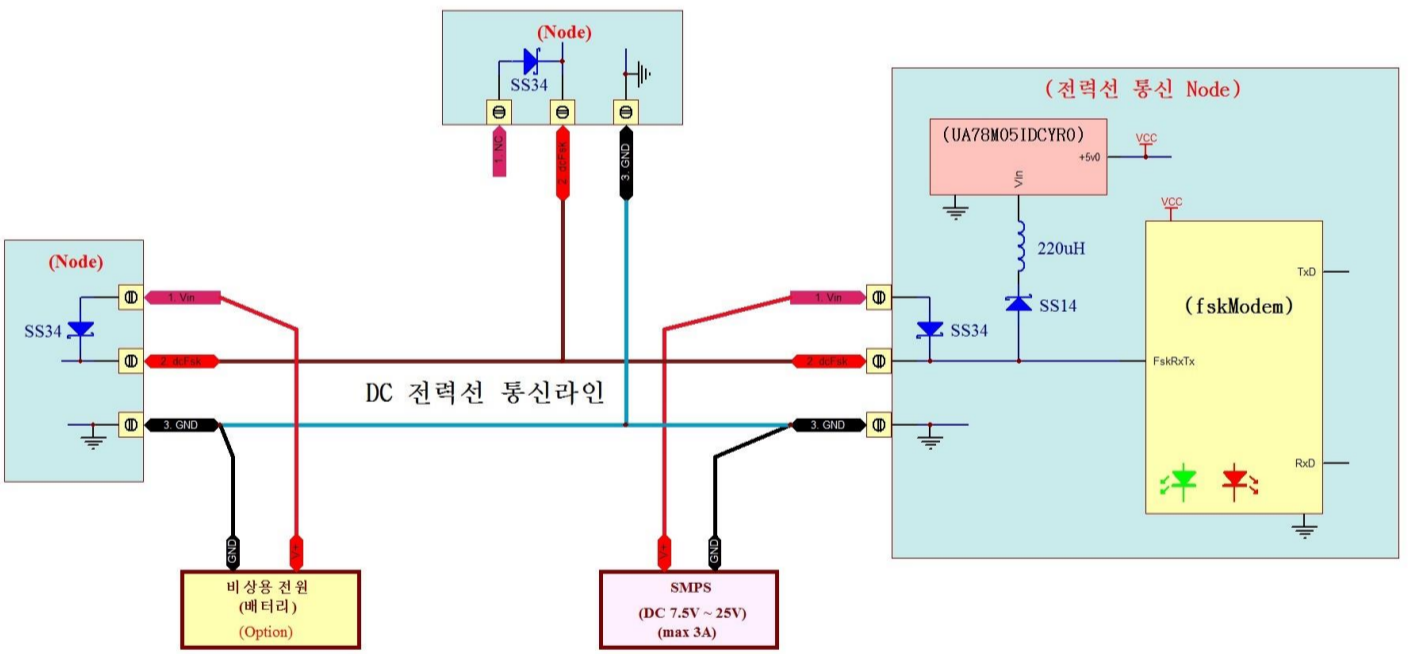 (Node)
SS34
1. NC
2. dcFsk
3. GND
(전력선 통신 Node)
(UA78M05IDCYRO)
+5v0
Vin
VCC
220uH
SS14
VCC
TxD
(fskModem)
FskRxTx
RxD
1. Vin
SS34
2. dcFsk
3. GND
(Node)
SS34
1. Vin
2. dcFsk
3. GND
DC 전력선 통신라인
GND
V+
비상용 전원
(배터리)
(Option)
V+
GND
SMPS
(DC 7.5V ~ 25V)
(max 3A)